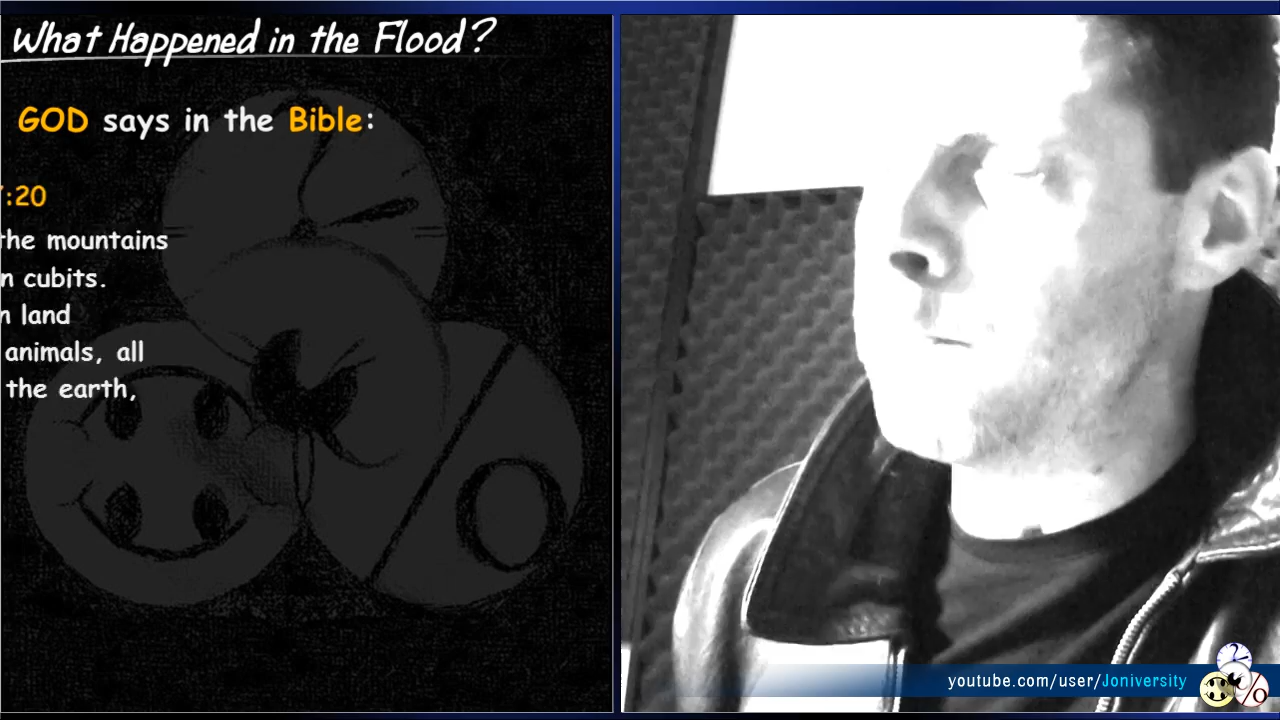 What Happened in the Flood?
GOD says in the Bible:
:20
the mountains
n cubits.
n land
animals, all
the earth,
youtube.com/user/Joniversity